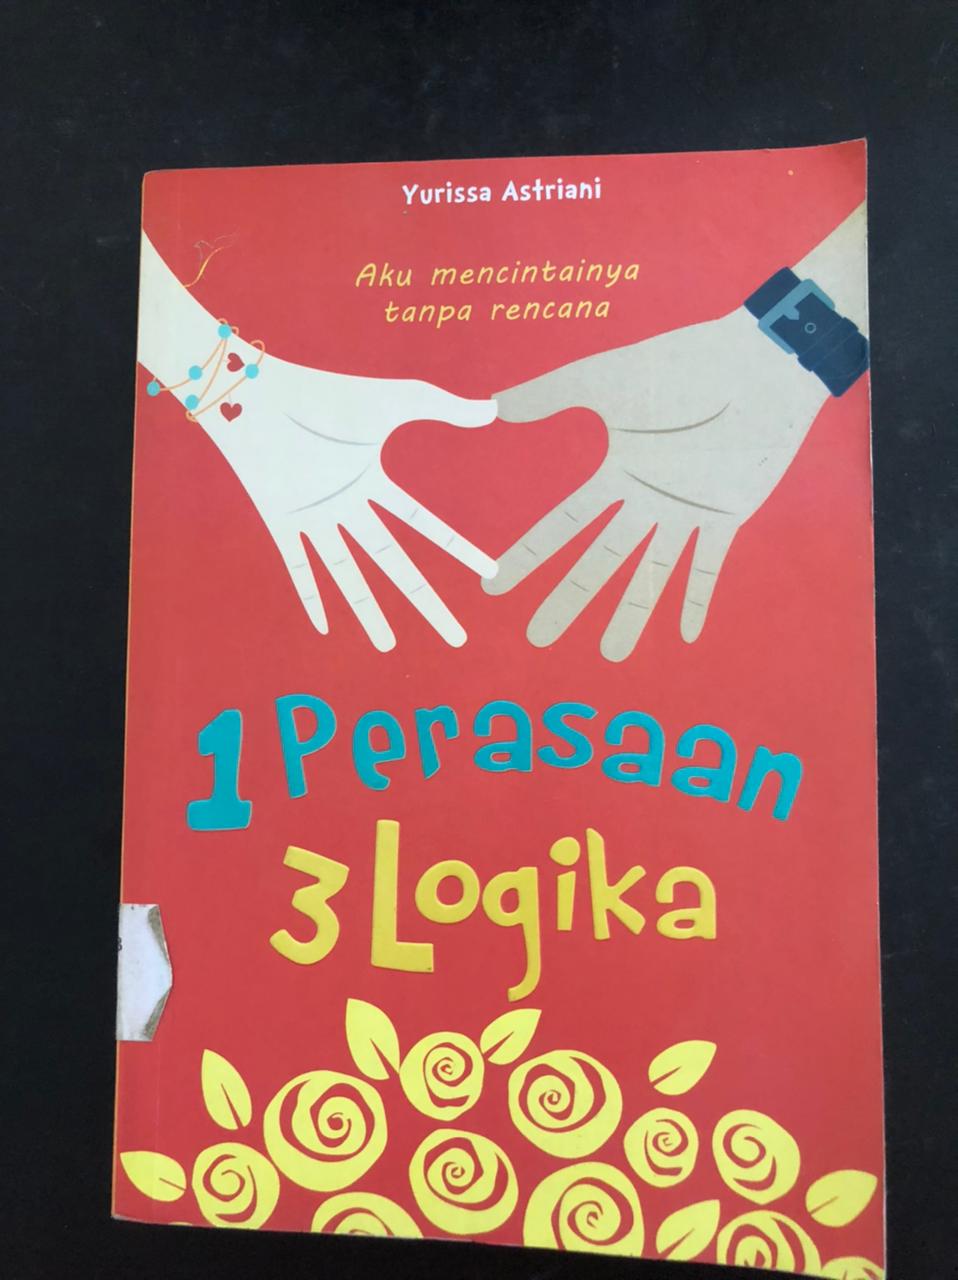 Yurissa Astriani
Aku mencintainya
tanpa rencana
1 Perasaan
3 Logika